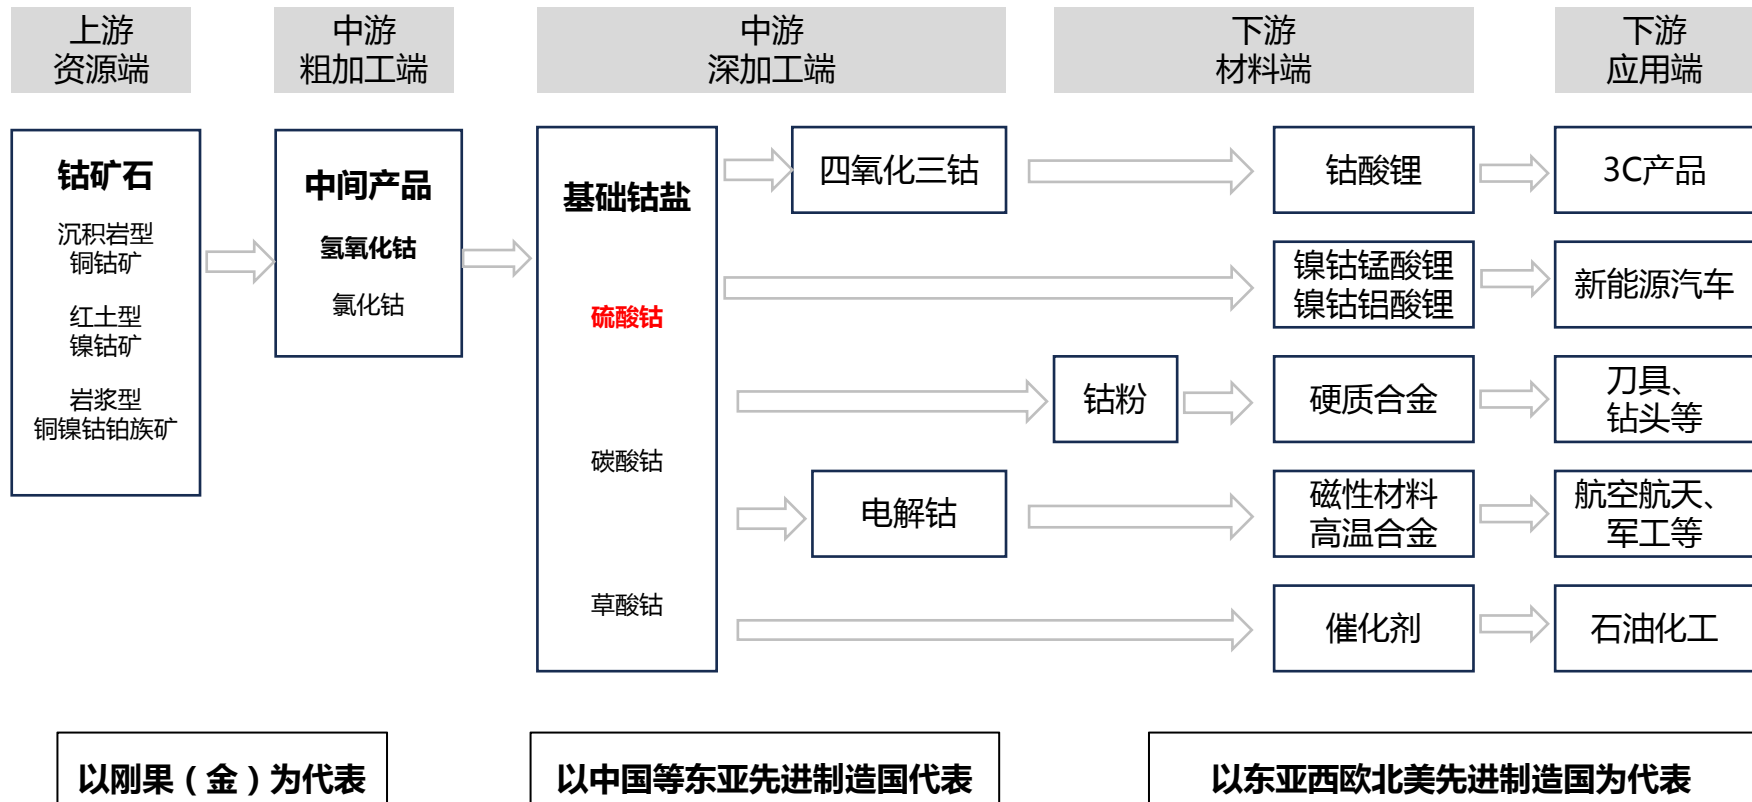 上游
资源端
中游
粗加工端
中游
深加工端
下游
材料端
下游
应用端
钴矿石
沉积岩型
铜钴矿
红土型
镍钴矿
岩浆型
铜镍钴铂族矿
中间产品
氢氧化钴
氯化钴
基础钴盐
硫酸钴
碳酸钴
草酸钴
四氧化三钴
钴酸锂
3C产品
镍钴锰酸锂
镍钴铝酸锂
新能源汽车
钴粉
硬质合金
刀具、
钻头等
电解钴
磁性材料
高温合金
航空航天、
军工等
催化剂
石油化工
以刚果（金）为代表
以中国等东亚先进制造国代表
以东亚西欧北美先进制造国为代表